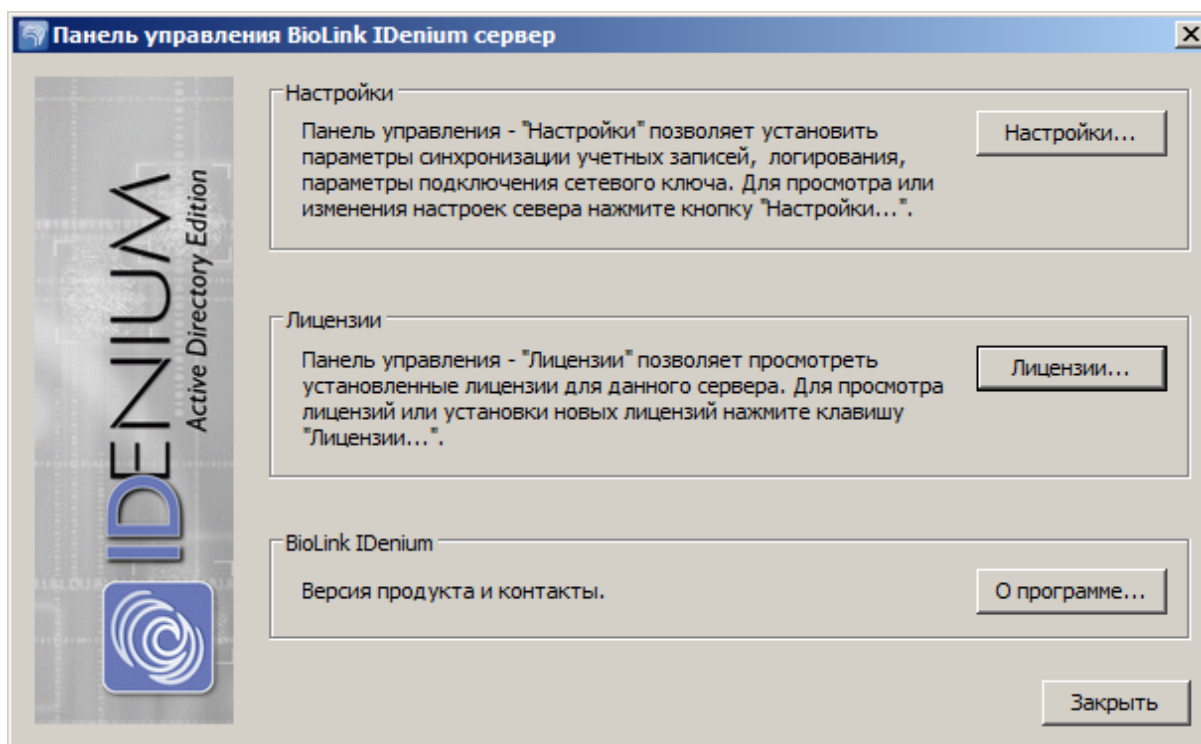 Панель управления BioLink IDenium сервер
IDENIUM
Active Directory Edition
Настройки
Панель управления - "Настройки" позволяет установить
параметры синхронизации учетных записей, логирования,
параметры подключения сетевого ключа. Для просмотра или
изменения настроек севера нажмите кнопку "Настройки...".
Настройки...
Лицензии
Панель управления - "Лицензии" позволяет просмотреть
установленные лицензии для данного сервера. Для просмотра
лицензий или установки новых лицензий нажмите клавишу
"Лицензии...".
Лицензии...
BioLink IDenium
Версия продукта и контакты.
О программе...
Закрыть